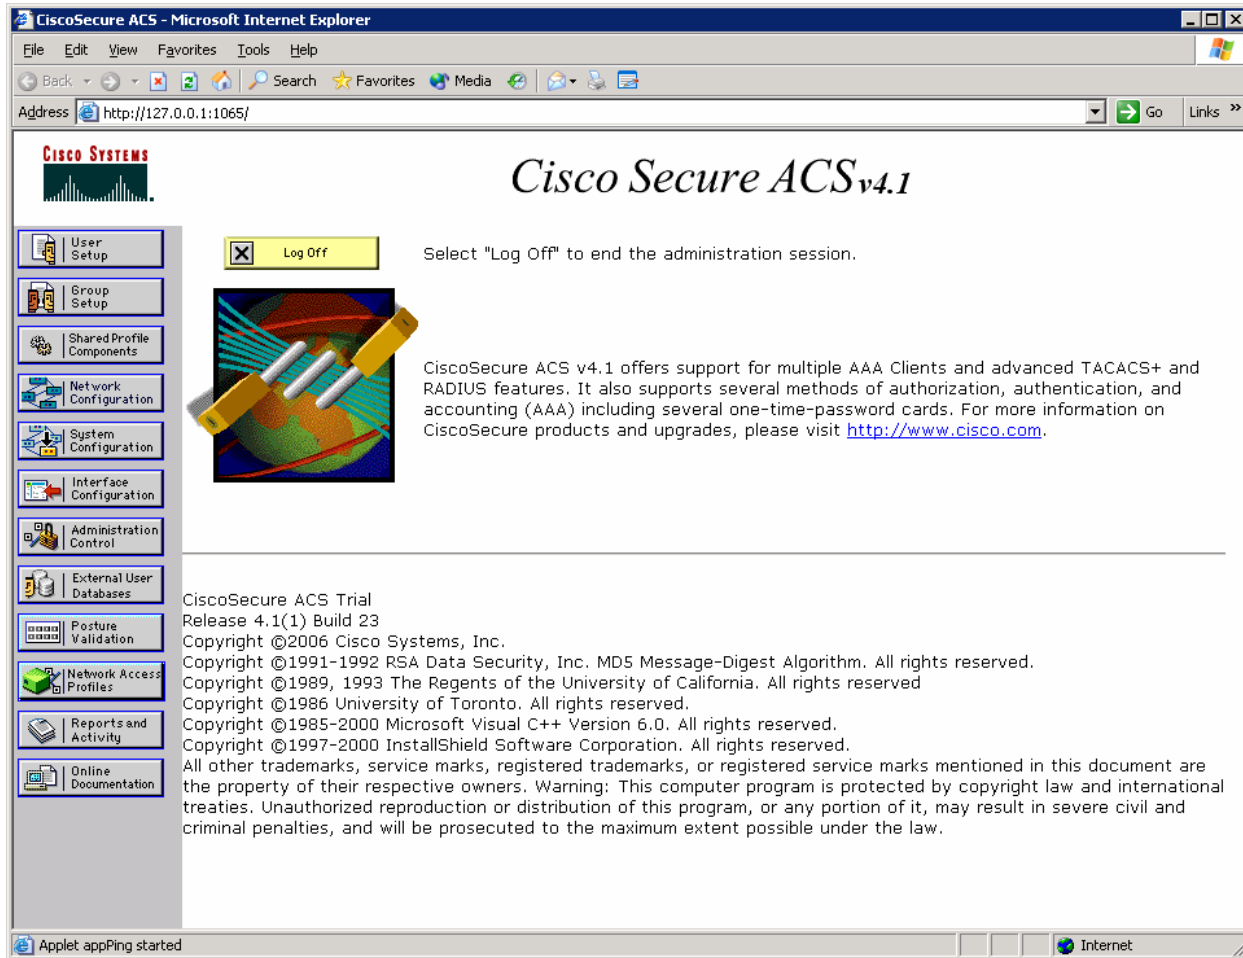 CiscoSecure ACS - Microsoft Internet Explorer
File Edit View Favorites Tools Help
Back Search Favorites Media
Address http://127.0.0.1:1065/ Go Links »
CISCO SYSTEMS
Cisco Secure ACS v4.1
User
Setup
Group
Setup
Shared Profile
Components
Network
Configuration
System
Configuration
Interface
Configuration
Administration
Control
External User
Databases
Posture
Validation
Network Access
Profiles
Reports and
Activity
Online
Documentation
Log Off
Select "Log Off" to end the administration session.
CiscoSecure ACS v4.1 offers support for multiple AAA Clients and advanced TACACS+ and
RADIUS features. It also supports several methods of authorization, authentication, and
accounting (AAA) including several one-time-password cards. For more information on
CiscoSecure products and upgrades, please visit http://www.cisco.com.
CiscoSecure ACS Trial
Release 4.1(1) Build 23
Copyright ©2006 Cisco Systems, Inc.
Copyright ©1991-1992 RSA Data Security, Inc. MD5 Message-Digest Algorithm. All rights reserved.
Copyright ©1989, 1993 The Regents of the University of California. All rights reserved
Copyright ©1986 University of Toronto. All rights reserved.
Copyright ©1985-2000 Microsoft Visual C++ Version 6.0. All rights reserved.
Copyright ©1997-2000 InstallShield Software Corporation. All rights reserved.
All other trademarks, service marks, registered trademarks, or registered service marks mentioned in this document are
the property of their respective owners. Warning: This computer program is protected by copyright law and international
treaties. Unauthorized reproduction or distribution of this program, or any portion of it, may result in severe civil and
criminal penalties, and will be prosecuted to the maximum extent possible under the law.
Applet appPing started
Internet